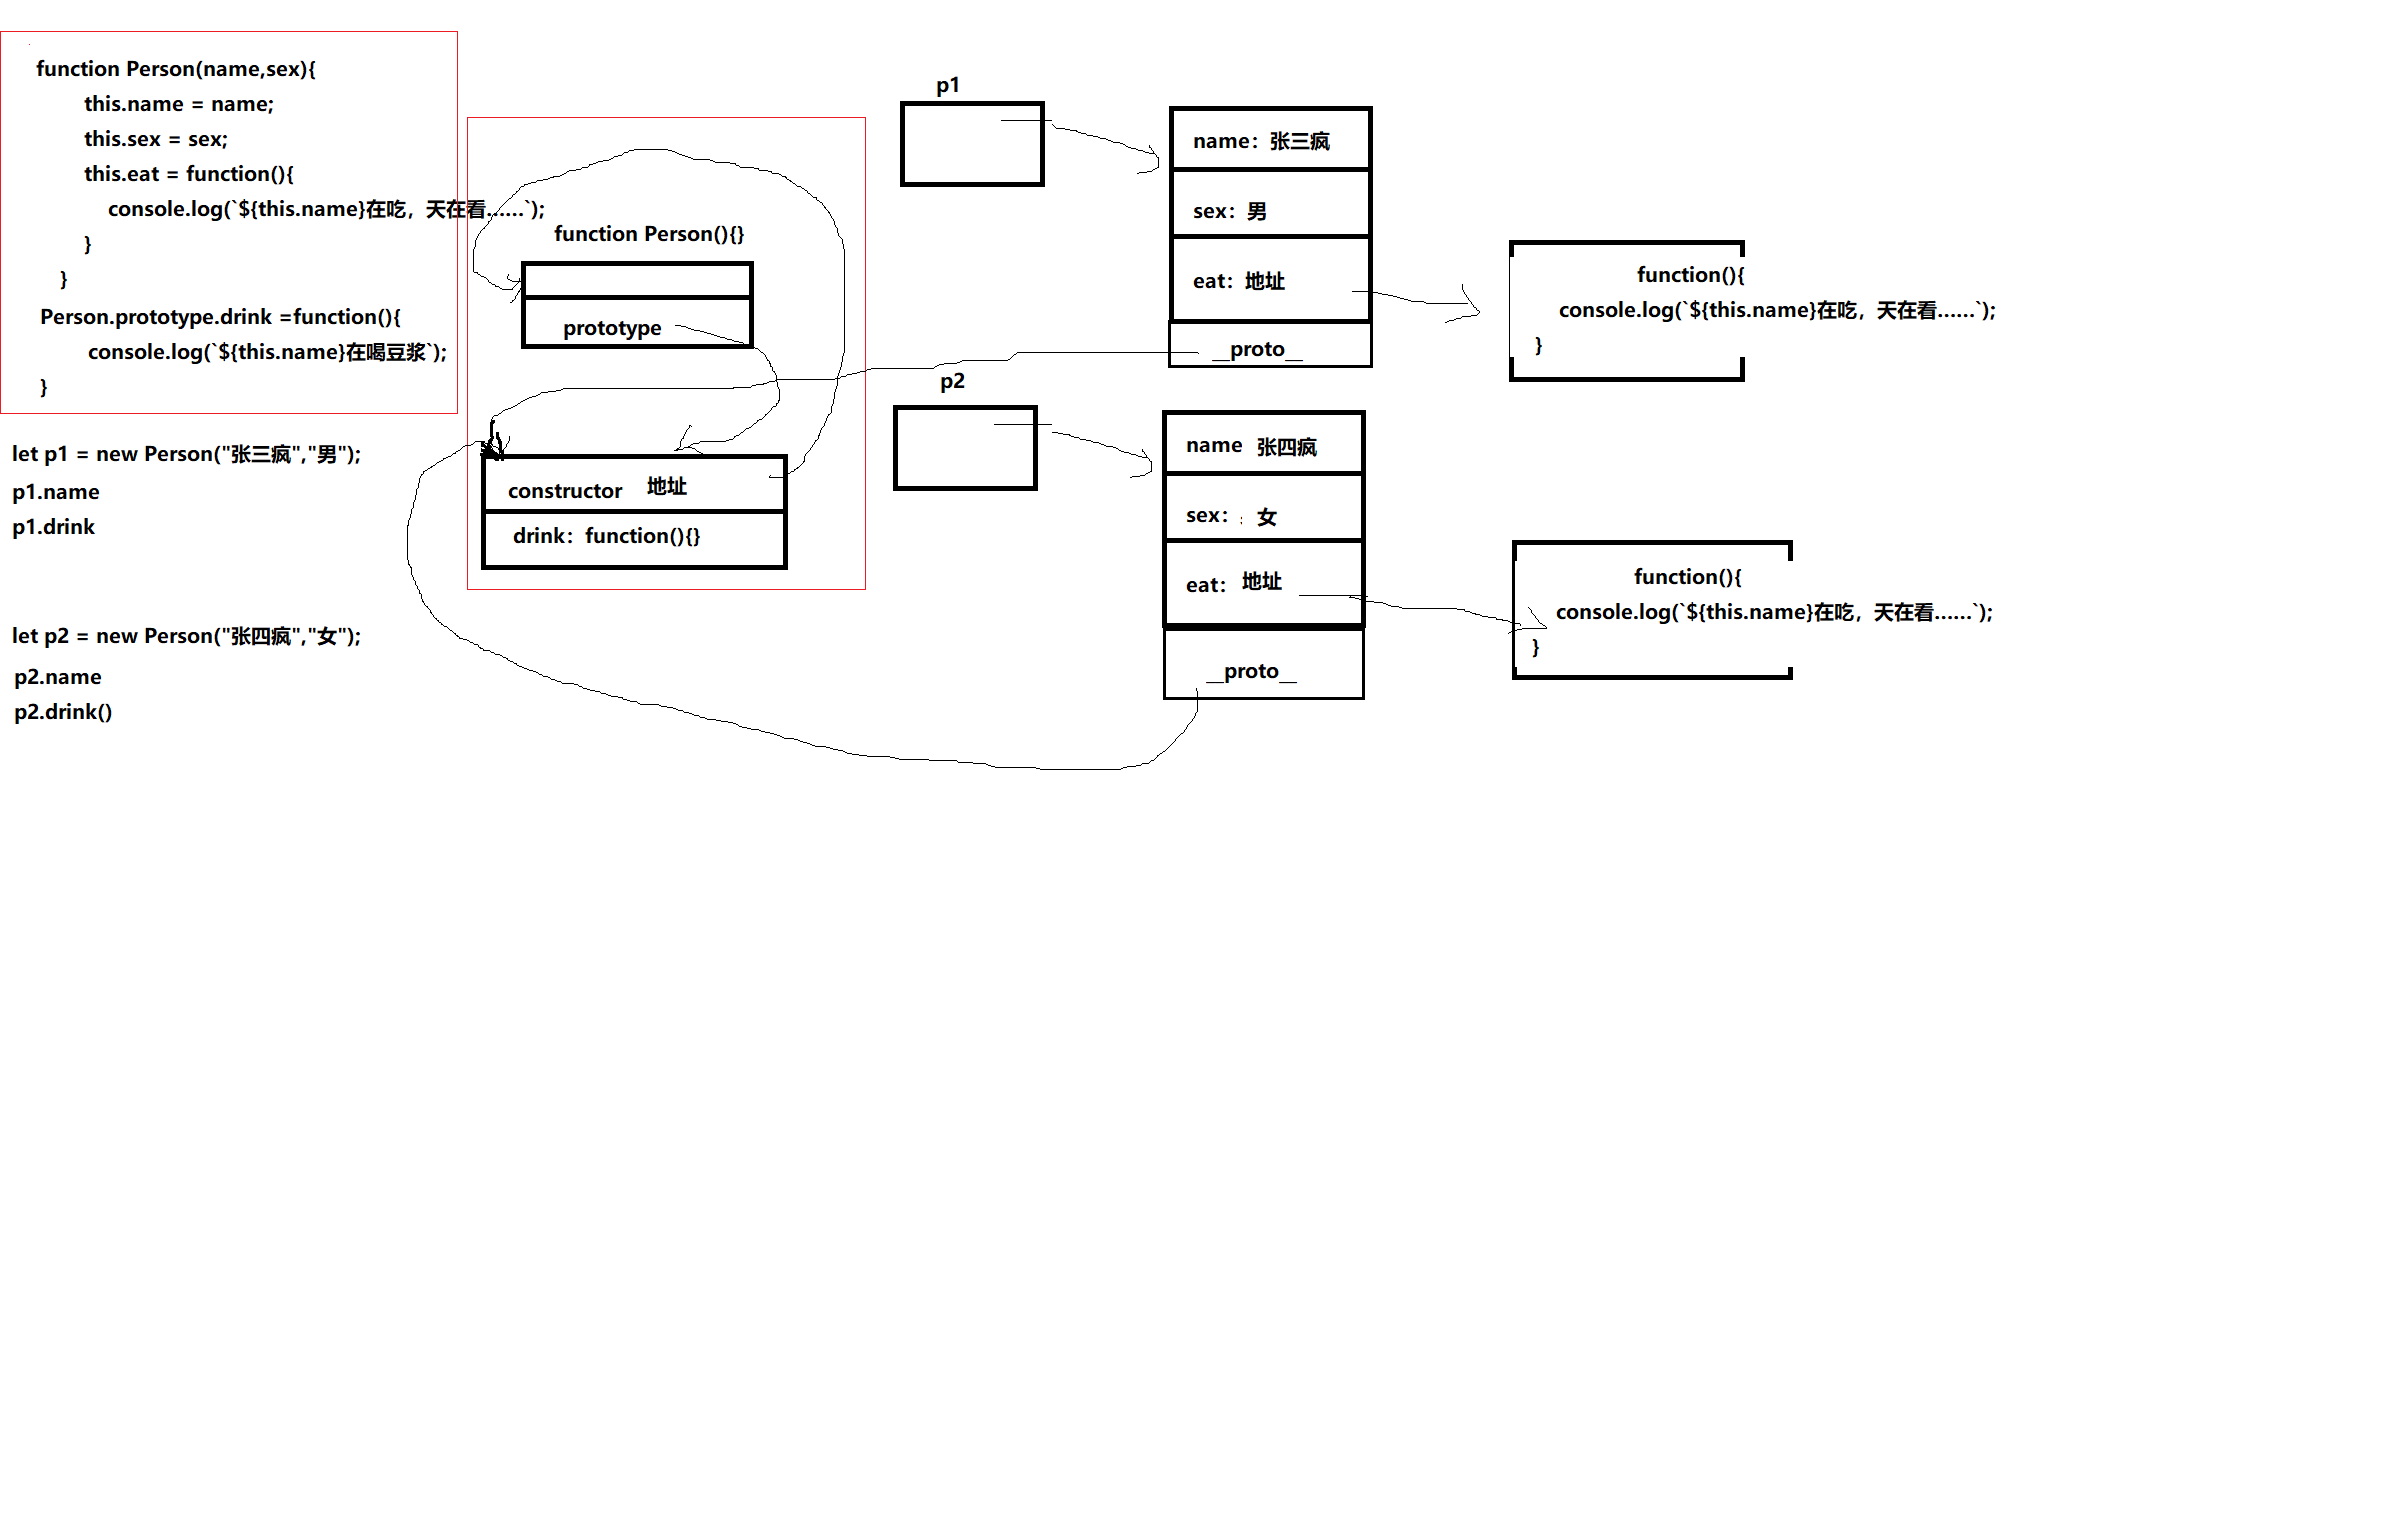 function Person(name,sex){
this.name = name;
this.sex = sex;
this.eat = function(){
console.log(`${this.name}在吃，天在看......`);
}
}
Person.prototype.drink =function(){
console.log(`${this.name}在喝豆浆`);
}
let p1 = new Person("张三疯","男");
p1.name
p1.drink
let p2 = new Person("张四疯","女");
p2.name
p2.drink()
function Person(){}
prototype
constructor 地址
drink：function(){}
p1
name：张三疯
sex：男
eat：地址
__proto__
function(){
console.log(`${this.name}在吃，天在看......`);
}
p2
name 张四疯
sex：: 女
eat：地址
__proto__
function(){
console.log(`${this.name}在吃，天在看......`);
}